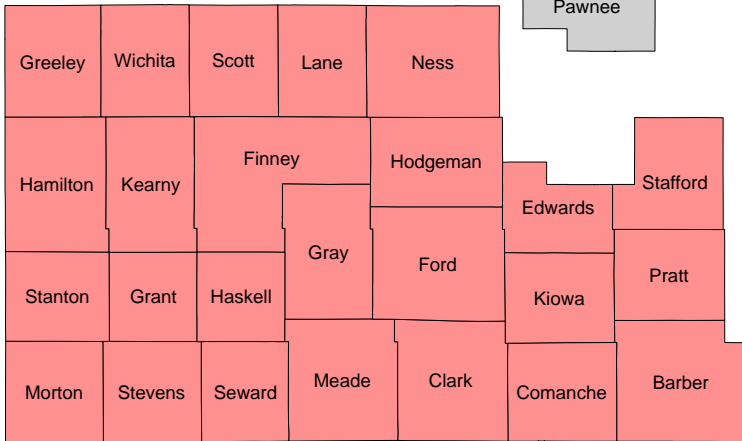 Pawnee
Greeley
Wichita
Scott
Lane
Ness
Hamilton
Kearny
Finney
Hodgeman
Stafford
Edwards
Gray
Ford
Stanton
Grant
Haskell
Kiowa
Pratt
Morton
Stevens
Seward
Meade
Clark
Comanche
Barber